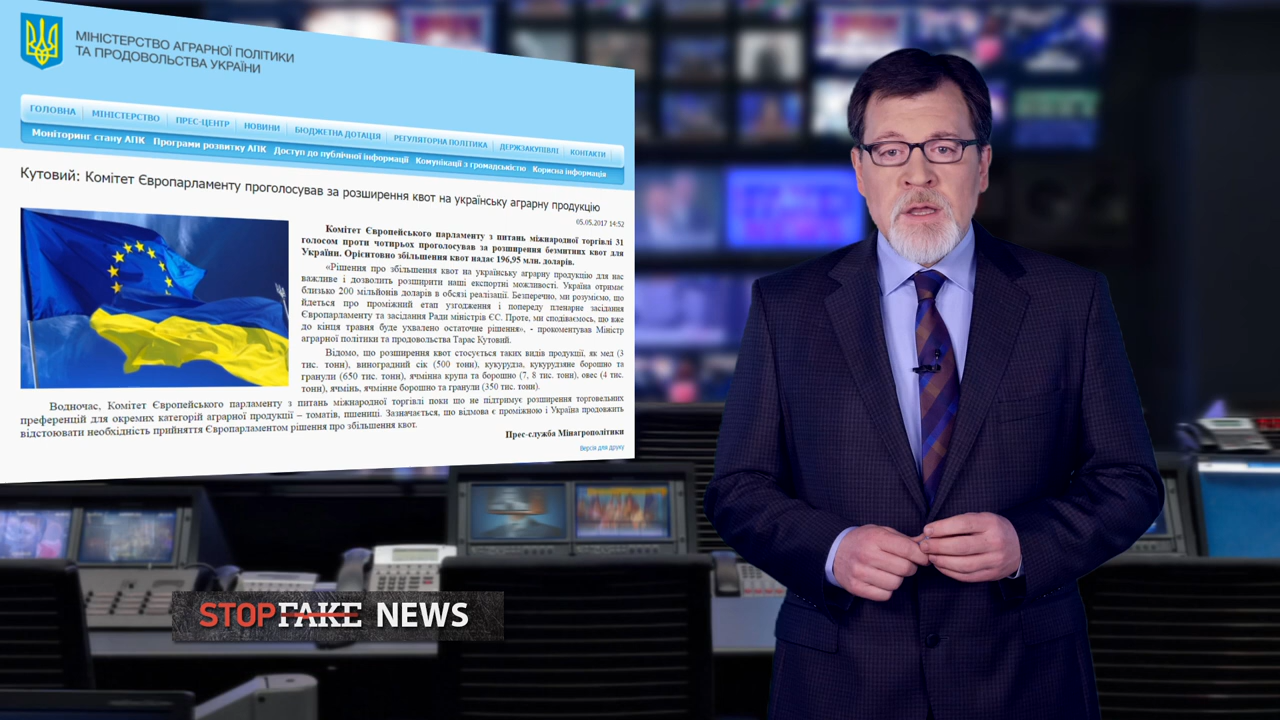 МІНІСТЕРСТВО АГРАРНОЇ ПОЛІТИКИ
ТА ПРОДОВОЛЬСТВА УКРАЇНИ
ГОЛОВНА МІНІСТЕРСТВО ПРЕС-ЦЕНТР НОВИНИ БЮДЖЕТНА ДОТАЦІЯ РЕГУЛЯТОРНА ПОЛІТИКА ДЕРЖЗАКУПІВЛІ КОНТАКТИ
Моніторинг стану АПК Програми розвитку АПК Доступ до публічної інформації Комунікації з громадськістю Корисна інформація
Кутовий: Комітет Європарламенту проголосував за розширення квот на українську аграрну продукцію
05.05.2017 14:52
Комітет Європейського парламенту з питань міжнародної торгівлі 31
голосом проти чотирьох проголосував за розширення безмитних квот для
України. Орієнтовно збільшення квот надає 196,95 млн. доларів.
«Рішення про збільшення квот на українську аграрну продукцію для нас
важливе і дозволить розширити наші експортні можливості. Україна отримає
близько 200 мільйонів доларів в обсязі реалізації. Безперечно, ми розуміємо, що
йдеться про проміжний етап узгодження і попереду пленарне засідання
Європарламенту та засідання Ради міністрів ЄС. Проте, ми сподіваємось, що вже
до кінця травня буде ухвалено остаточне рішення», - прокоментував Міністр
аграрної політики та продовольства Тарас Кутовий.
Відомо, що розширення квот стосується таких видів продукції, як мед (3
тис. тонн), виноградний сік (500 тонн), кукурудза, кукурудзяне борошно та
гранули (650 тис. тонн), ячмінна крупа та борошно (7, 8 тис. тонн), овес (4 тис.
тонн), ячмінь, ячмінне борошно та гранули (350 тис. тонн).
Водночас, Комітет Європейського парламенту з питань міжнародної торгівлі поки що не підтримує розширення торговельних
преференцій для окремих категорій аграрної продукції – томатів, пшениці. Зазначається, що відмова є проміжною і Україна продовжить
відстоювати необхідність прийняття Європарламентом рішення про збільшення квот.
Прес-служба Мінагрополітики
Версія для друку
STOPFAKE NEWS